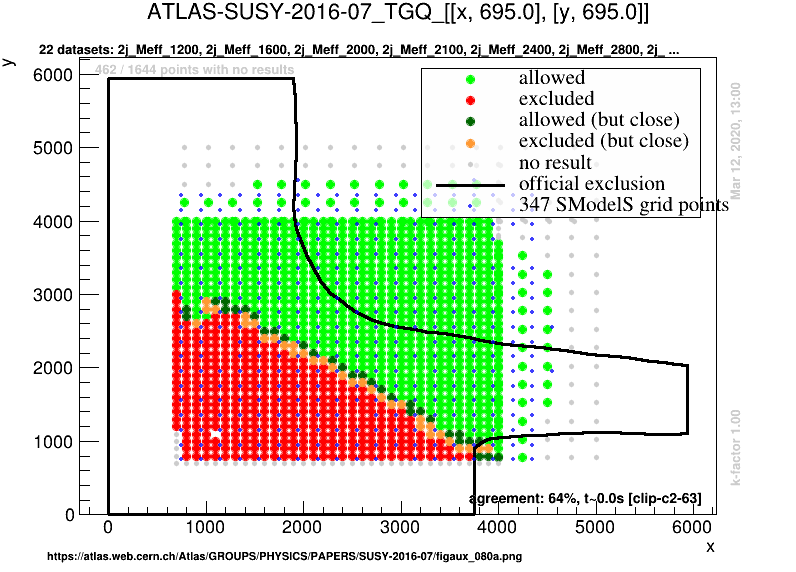 ATLAS-SUSY-2016-07_TGQ_[[x, 695.0], [y, 695.0]]
22 datasets: 2j_Meff_1200, 2j_Meff_1600, 2j_Meff_2000, 2j_Meff_2100, 2j_Meff_2400, 2j_Meff_2800, 2j_ ...
y
462 / 1644 points with no results
allowed
excluded
allowed (but close)
excluded (but close)
no result
official exclusion
347 SModelS grid points
Mar 12, 2020, 13:00
k-factor 1.00
6000
5000
4000
3000
2000
1000
0
agreement: 64%, t~0.0s [clip-c2-63]
0 1000 2000 3000 4000 5000 6000
x
https://atlas.web.cern.ch/Atlas/GROUPS/PHYSICS/PAPERS/SUSY-2016-07/figaux_080a.png